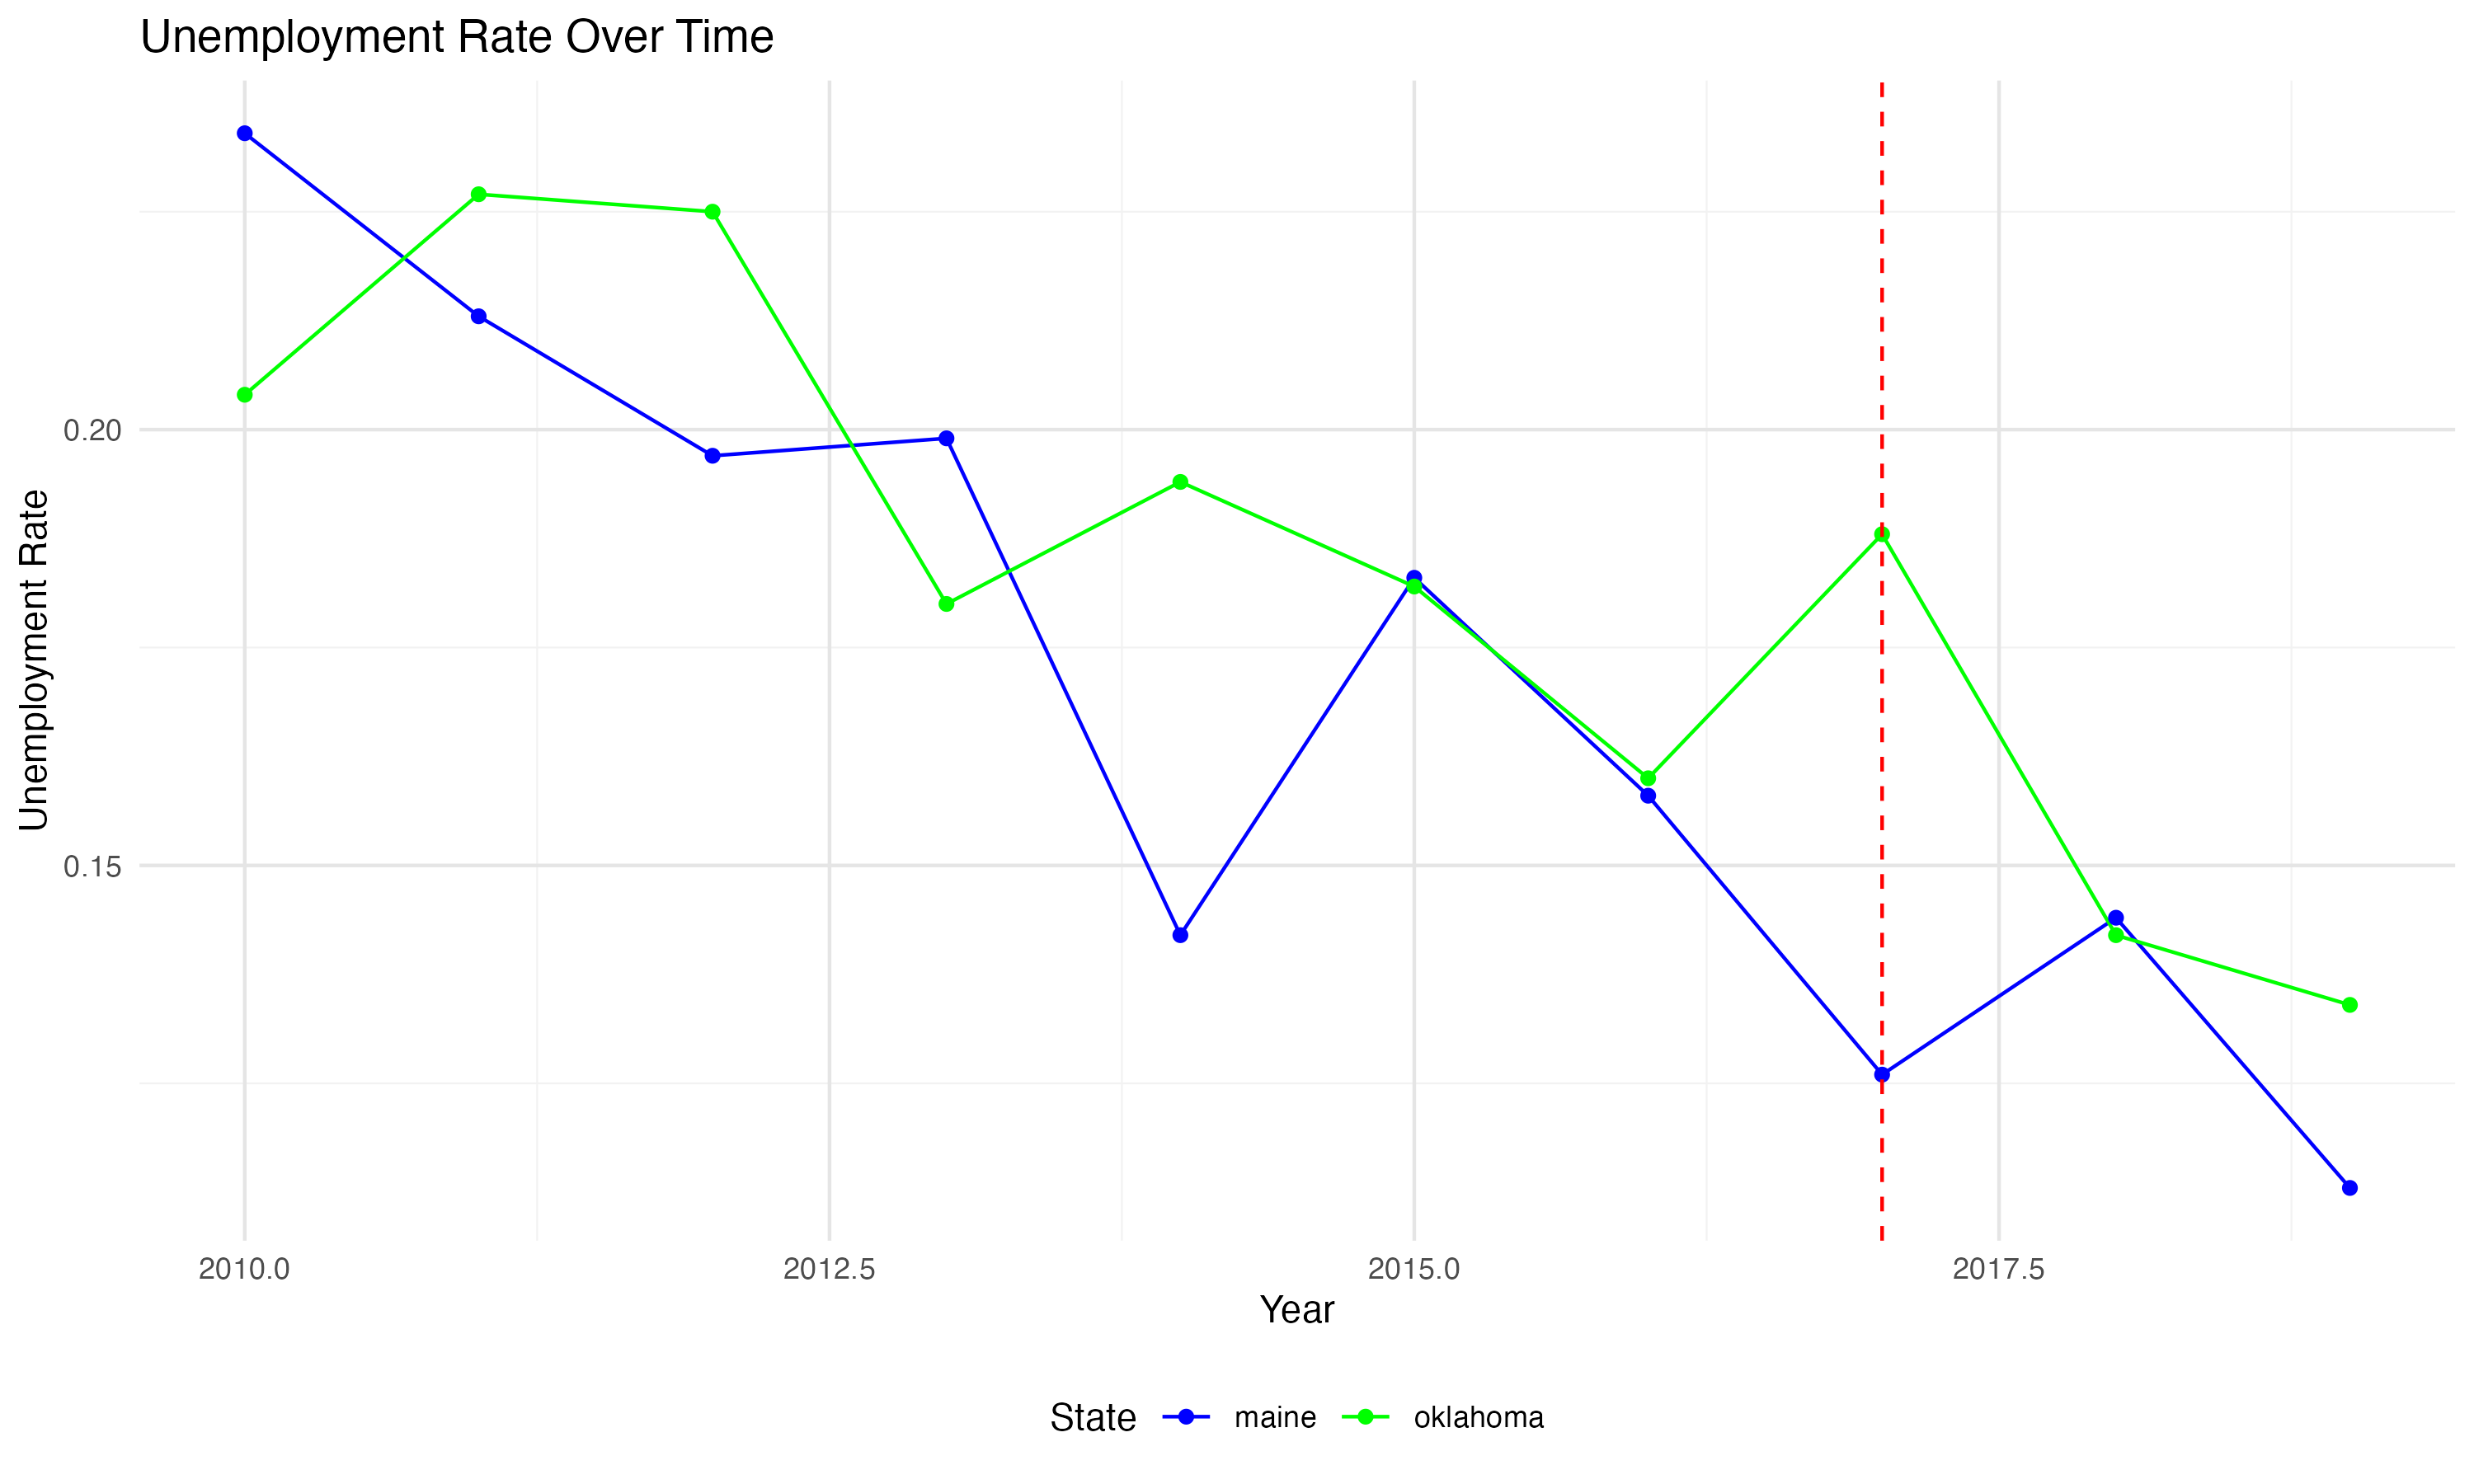 Unemployment Rate Over Time
Unemployment Rate
0.20
0.15
2010.0 2012.5 2015.0 2017.5
Year
State maine oklahoma